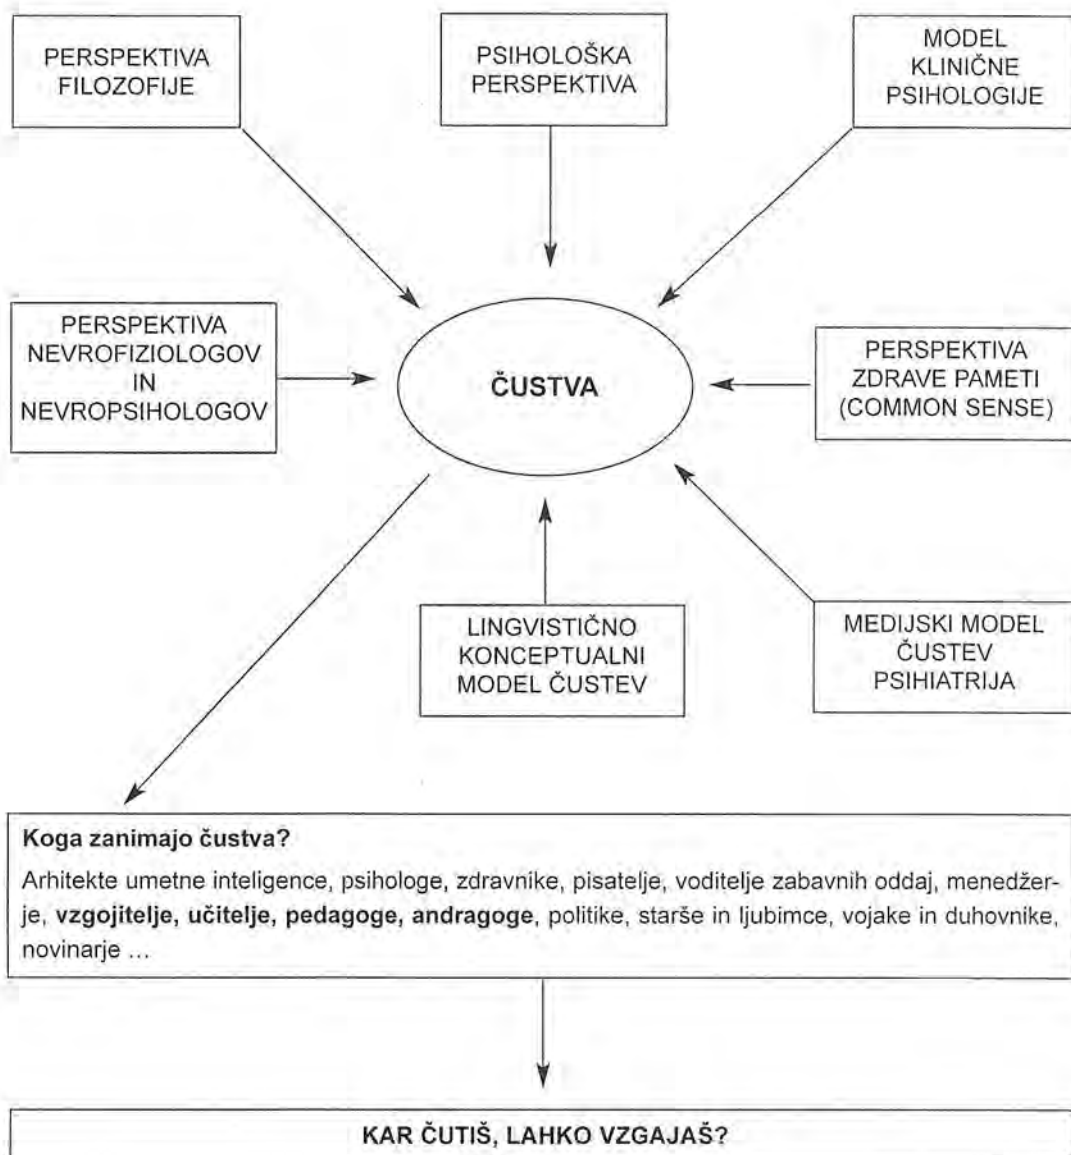 PERSPEKTIVA
FILOZOFIJE
PSIHOLOŠKA
PERSPEKTIVA
MODEL
KLINIČNE
PSIHOLOGIJE
PERSPEKTIVA
NEVROFIZIOLOGOV
IN
NEVROPSIHOLOGOV
ČUSTVA
PERSPEKTIVA
ZDRAVE PAMETI
(COMMON SENSE)
LINGVISTIČNO
KONCEPTUALNI
MODEL ČUSTEV
MEDIJSKI MODEL
ČUSTEV
PSIHIATRIJA
Koga zanimajo čustva?
Arhitekte umetne inteligence, psihologe, zdravnike, pisatelje, voditelje zabavnih oddaj, menedžer-
je, vzgojitelje, učitelje, pedagoge, andragoge, politike, starše in ljubimce, vojake in duhovnike,
novinarje ...
KAR ČUTIŠ, LAHKO VZGAJAŠ?